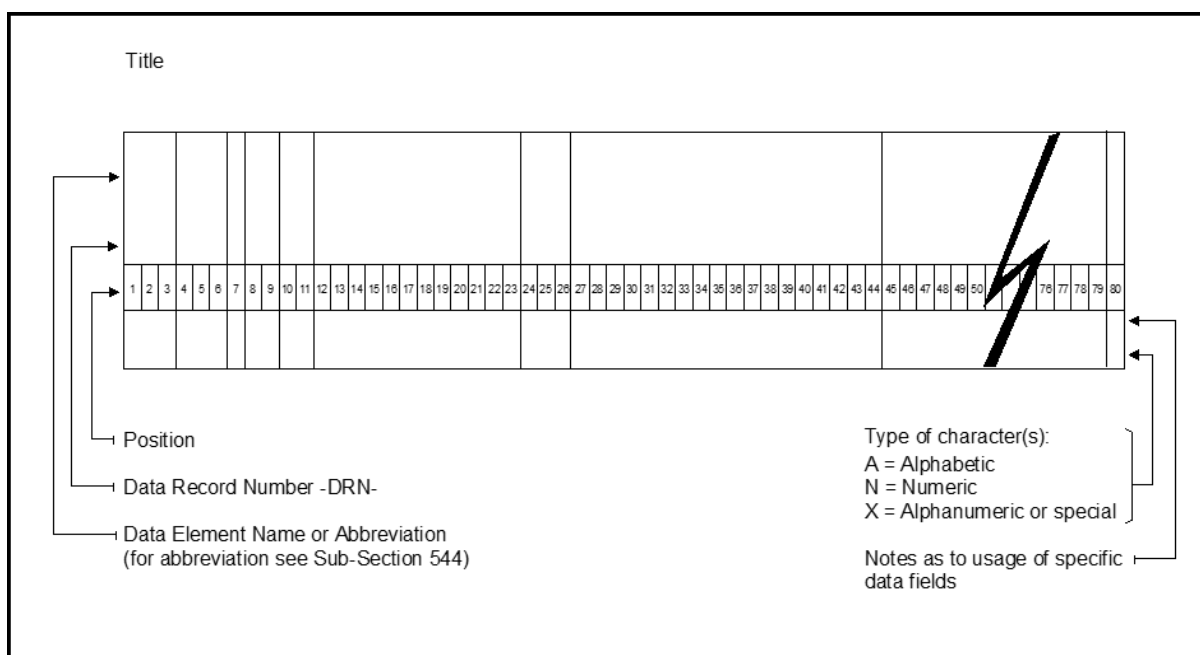 Title
1 2 3 4 5 6 7 8 9 10 11 12 13 14 15 16 17 18 19 20 21 22 23 24 25 26 27 28 29 30 31 32 33 34 35 36 37 38 39 40 41 42 43 44 45 46 47 48 49 50 76 77 78 79 80
Position
Data Record Number -DRN-
Data Element Name or Abbreviation
(for abbreviation see Sub-Section 544)
Type of character(s):
A = Alphabetic
N = Numeric
X = Alphanumeric or special
Notes as to usage of specific
data fields